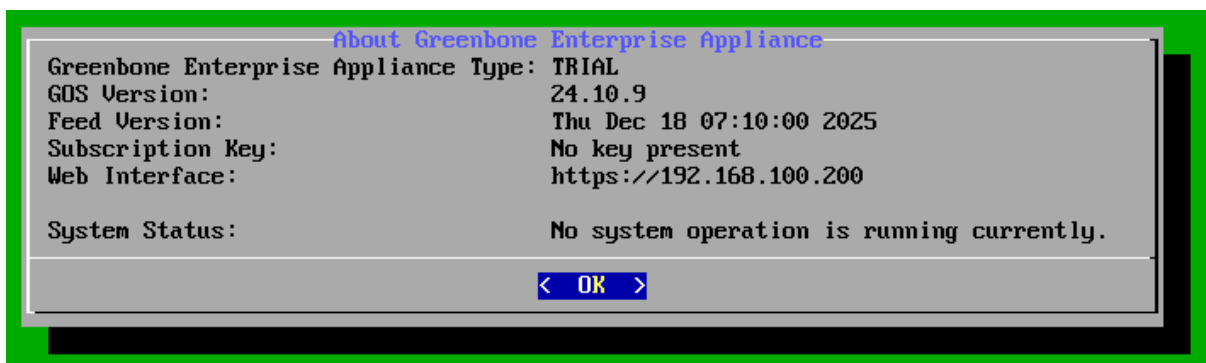 About Greenbone Enterprise Appliance
Greenbone Enterprise Appliance Type: TRIAL
GOS Version: 24.10.9
Feed Version: Thu Dec 18 07:10:00 2025
Subscription Key: No key present
Web Interface: https://192.168.100.200
System Status: No system operation is running currently.
< OK >